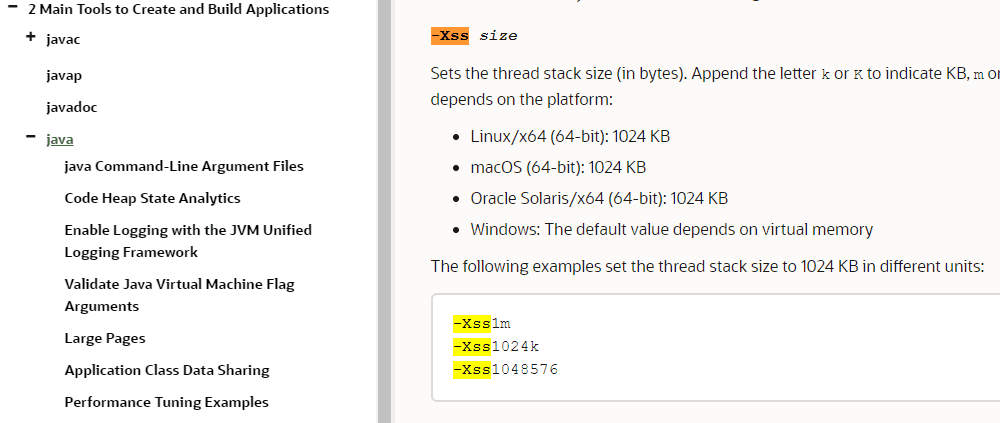 2 Main Tools to Create and Build Applications
javac
javap
javadoc
java
java Command-Line Argument Files
Code Heap State Analytics
Enable Logging with the JVM Unified
Logging Framework
Validate Java Virtual Machine Flag
Arguments
Large Pages
Application Class Data Sharing
Performance Tuning Examples
-Xss size
Sets the thread stack size (in bytes). Append the letter k or K to indicate KB, m or
depends on the platform:
• Linux/x64 (64-bit): 1024 KB
• macOS (64-bit): 1024 KB
• Oracle Solaris/x64 (64-bit): 1024 KB
• Windows: The default value depends on virtual memory
The following examples set the thread stack size to 1024 KB in different units:
-Xss1m
-Xss1024k
-Xss1048576